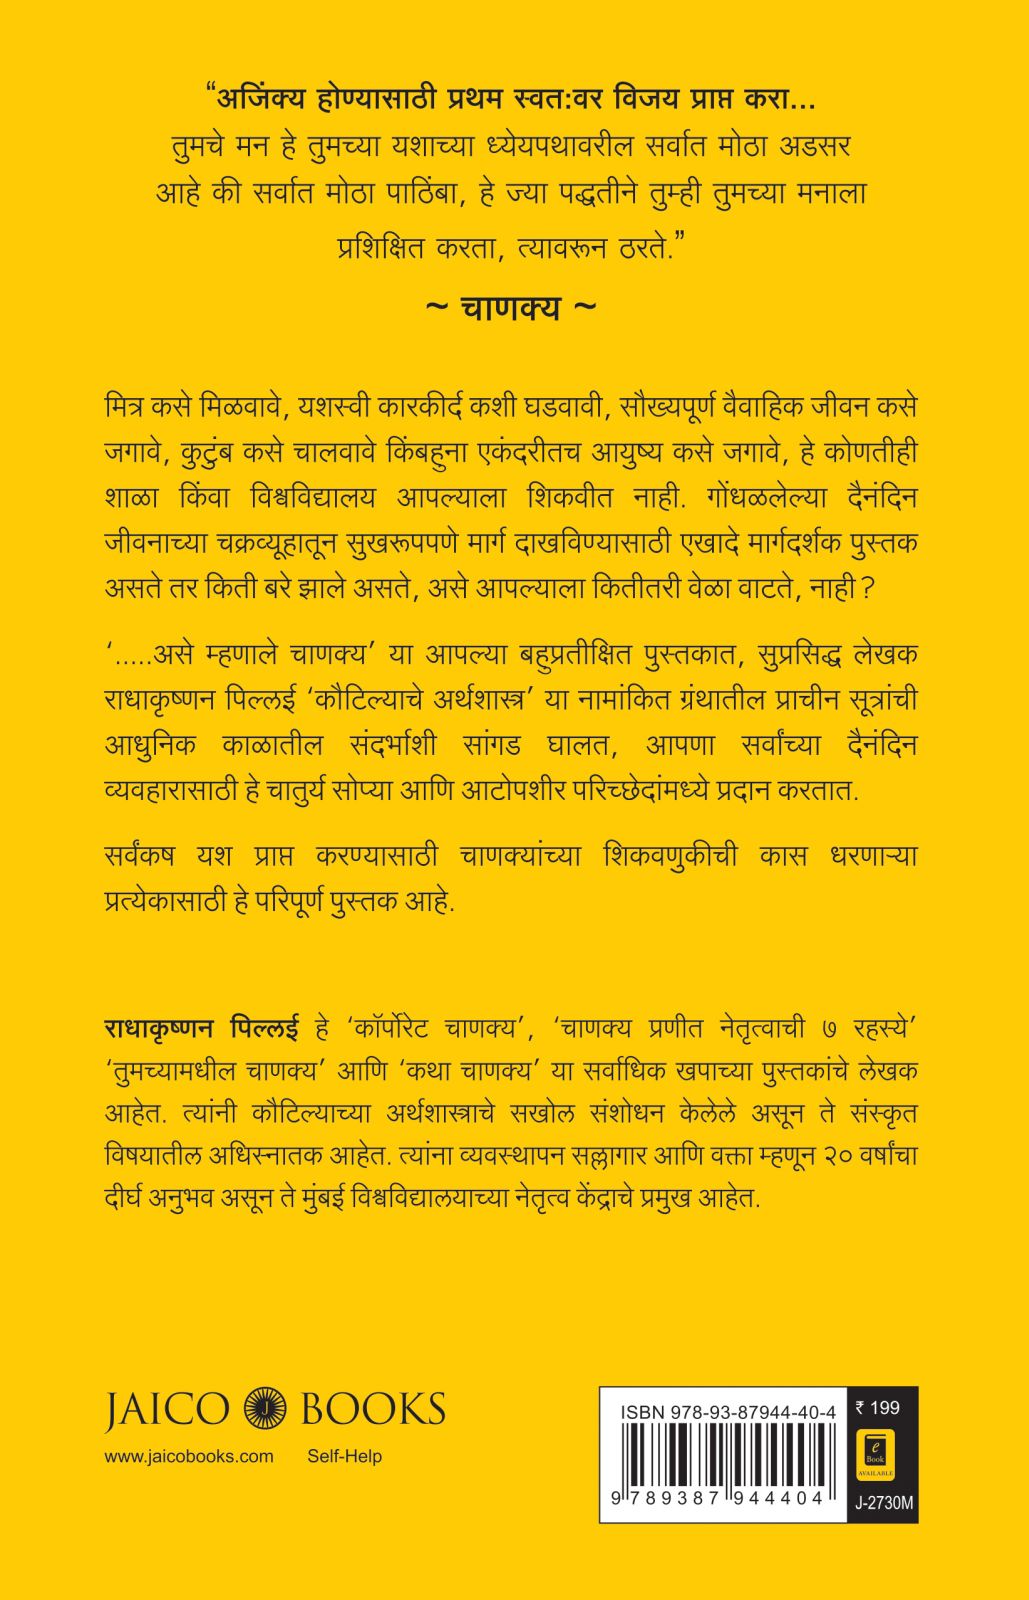 “अजिंक्य होण्यासाठी प्रथम स्वत:वर विजय प्राप्त करा...
तुमचे मन हे तुमच्या यशाच्या ध्येयपथावरील सर्वात मोठा अडसर
आहे की सर्वात मोठा पाठिंबा, हे ज्या पद्धतीने तुम्ही तुमच्या मनाला
प्रशिक्षित करता, त्यावरून ठरते.”
~ चाणक्य ~
मित्र कसे मिळवावे, यशस्वी कारकीर्द कशी घडवावी, सौख्यपूर्ण वैवाहिक जीवन कसे
जगावे, कुटुंब कसे चालवावे किंबहुना एकंदरीतच आयुष्य कसे जगावे, हे कोणतीही
शाळा किंवा विश्वविद्यालय आपल्याला शिकवीत नाही. गोंधळलेल्या दैनंदिन
जीवनाच्या चक्रव्यूहातून सुखरूपपणे मार्ग दाखविण्यासाठी एखादे मार्गदर्शक पुस्तक
असते तर किती बरे झाले असते, असे आपल्याला कितीतरी वेळा वाटते, नाही?
‘.....असे म्हणाले चाणक्य’ या आपल्या बहुप्रतीक्षित पुस्तकात, सुप्रसिद्ध लेखक
राधाकृष्णन पिल्लई ‘कौटिल्याचे अर्थशास्त्र’ या नामांकित ग्रंथातील प्राचीन सूत्रांची
आधुनिक काळातील संदर्भाशी सांगड घालत, आपणा सर्वांच्या दैनंदिन
व्यवहारासाठी हे चातुर्य सोप्या आणि आटोपशीर परिच्छेदांमध्ये प्रदान करतात.
सर्वंकष यश प्राप्त करण्यासाठी चाणक्यांच्या शिकवणुकीची कास धरणाऱ्या
प्रत्येकासाठी हे परिपूर्ण पुस्तक आहे.
राधाकृष्णन पिल्लई हे ‘कॉर्पोरेट चाणक्य’, ‘चाणक्य प्रणीत नेतृत्वाची ७ रहस्ये’
‘तुमच्यामधील चाणक्य’ आणि ‘कथा चाणक्य’ या सर्वाधिक खपाच्या पुस्तकांचे लेखक
आहेत. त्यांनी कौटिल्याच्या अर्थशास्त्राचे सखोल संशोधन केलेले असून ते संस्कृत
विषयातील अधिस्नातक आहेत. त्यांना व्यवस्थापन सल्लागार आणि वक्ता म्हणून २० वर्षांचा
दीर्घ अनुभव असून ते मुंबई विश्वविद्यालयाच्या नेतृत्व केंद्राचे प्रमुख आहेत.
JAICO J BOOKS
www.jaicobooks.com Self-Help
ISBN 978-93-87944-40-4
9 789387 944404
₹ 199
e
Book
AVAILABLE
J-2730M